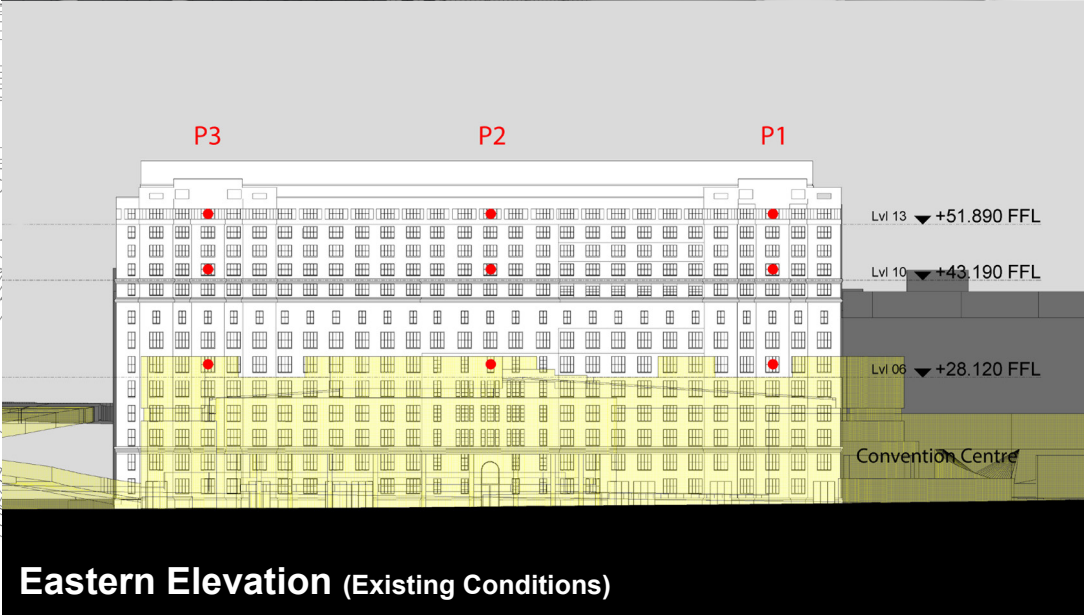 P3 P2 P1
Lvl 13 +51.890 FFL
Lvl 10 +43.190 FFL
Lvl 06 +28.120 FFL
Convention Centre
Eastern Elevation (Existing Conditions)